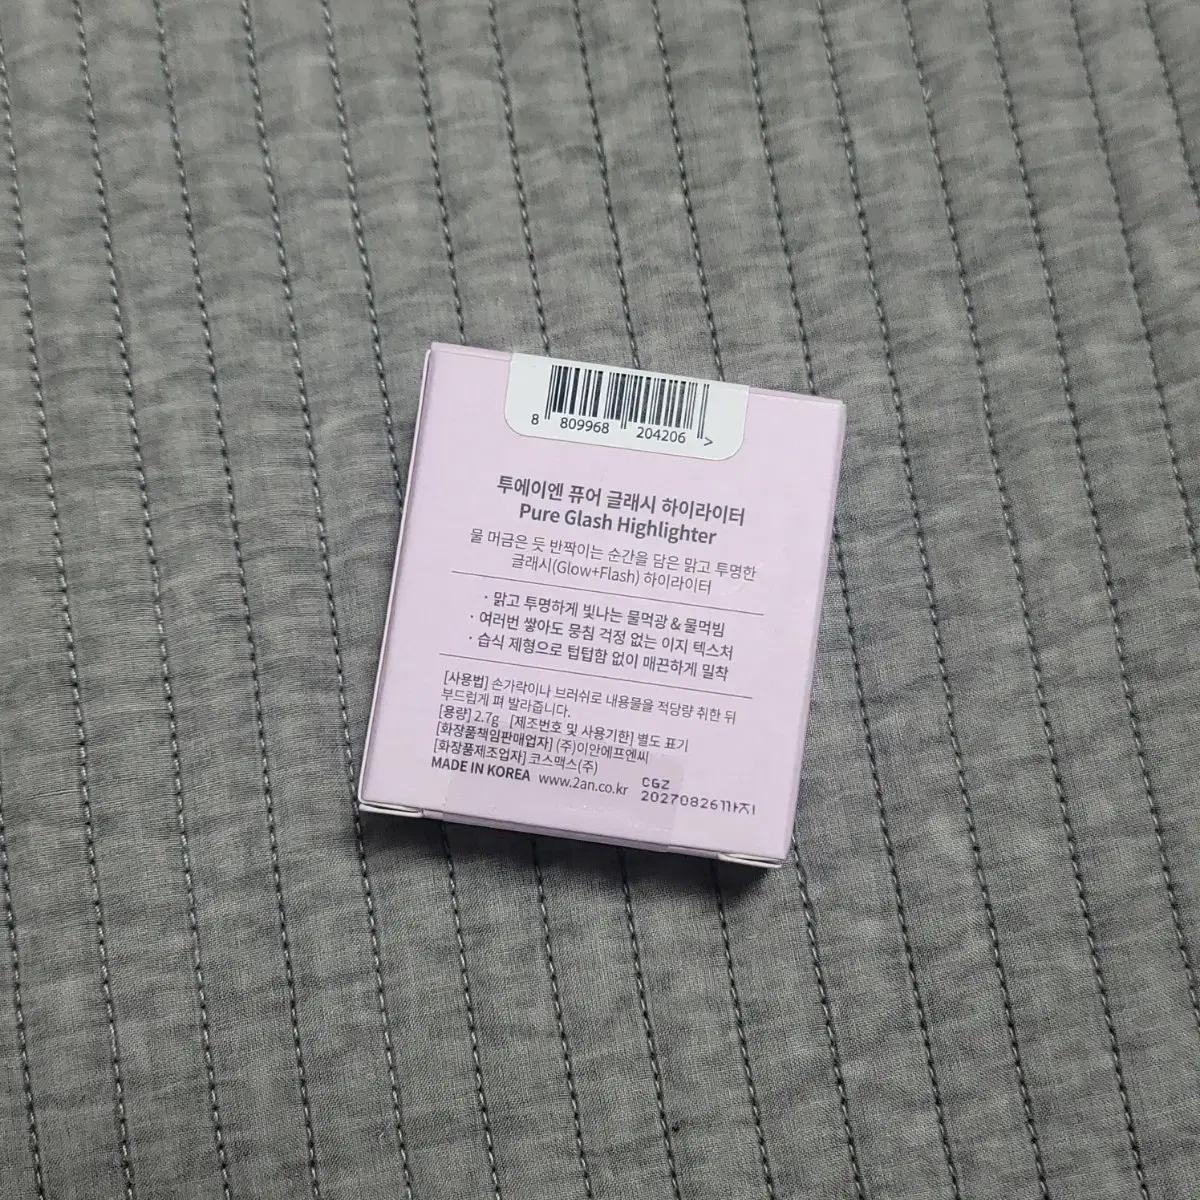 8 809968 204206 >
투에이엔 퓨어 글래시 하이라이터
Pure Glash Highlighter
물 머금은 듯 반짝이는 순간을 담은 맑고 투명한
글래시(Glow+Flash) 하이라이터
· 맑고 투명하게 빛나는 물먹광 & 물먹빔
· 여러번 쌓아도 뭉침 걱정 없는 이지 텍스처
· 습식 제형으로 텁텁함 없이 매끈하게 밀착
[사용법] 손가락이나 브러쉬로 내용물을 적당량 취한 뒤
부드럽게 펴 발라줍니다.
[용량] 2.7g [제조번호 및 사용기한] 별도 표기
[화장품책임판매업자] (주)이안에프엔씨
[화장품제조업자] 코스맥스(주)
MADE IN KOREA www.2an.co.kr
CGZ
20270826까지